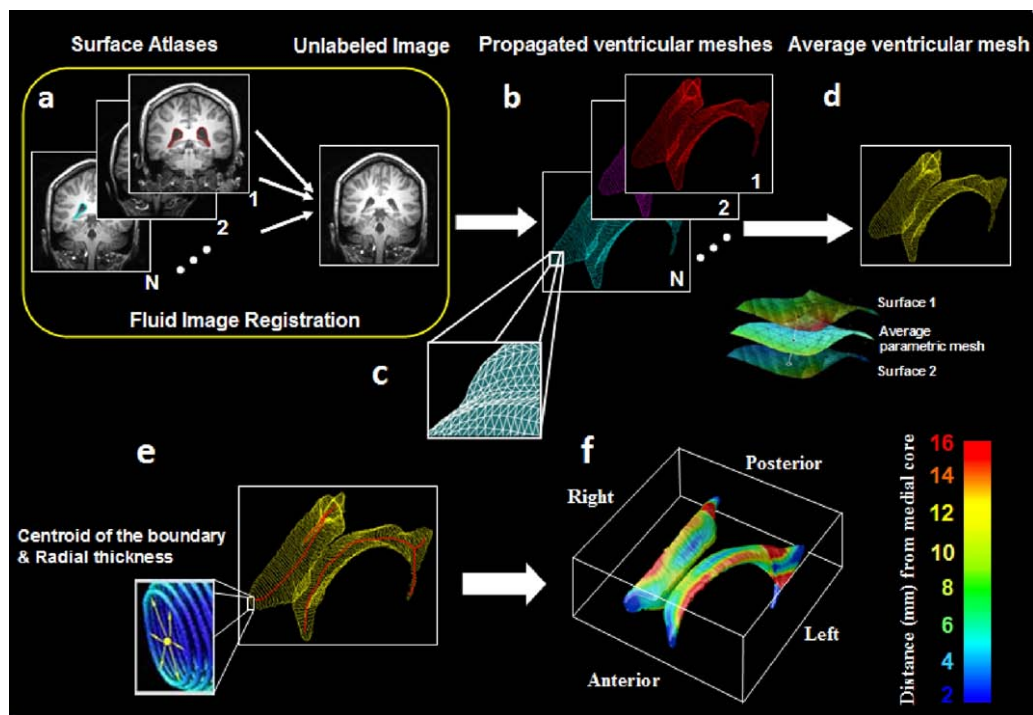 Surface Atlases
Unlabeled Image
Propagated ventricular meshes
Average ventricular mesh
a
b
d
1
2
N
1
2
N
Fluid Image Registration
c
Surface 1
Average
parametric mesh
Surface 2
e
f
Centroid of the boundary
& Radial thickness
Right
Posterior
Left
Anterior
Distance (mm) from medial core
16
14
12
10
8
6
4
2